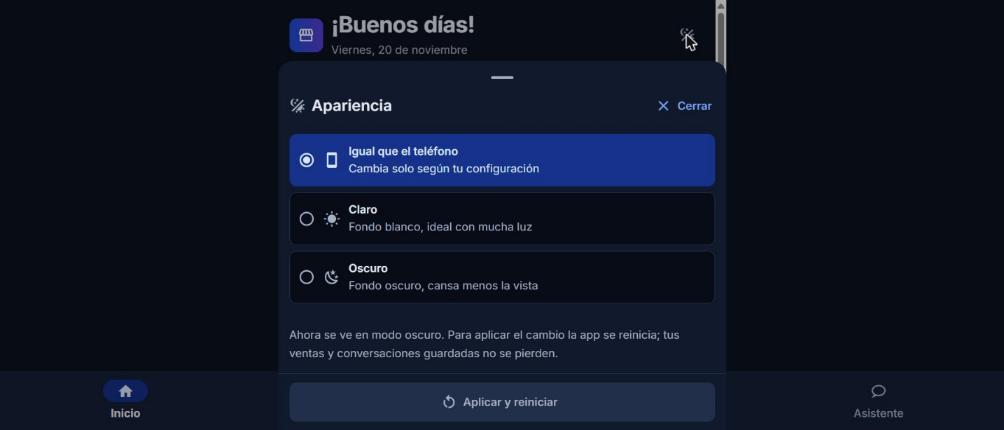 ¡Buenos días!
Viernes, 20 de noviembre
Apariencia
Cerrar
Igual que el teléfono
Cambia solo según tu configuración
Claro
Fondo blanco, ideal con mucha luz
Oscuro
Fondo oscuro, cansa menos la vista
Ahora se ve en modo oscuro. Para aplicar el cambio la app se reinicia; tus
ventas y conversaciones guardadas no se pierden.
Aplicar y reiniciar
Inicio
Asistente